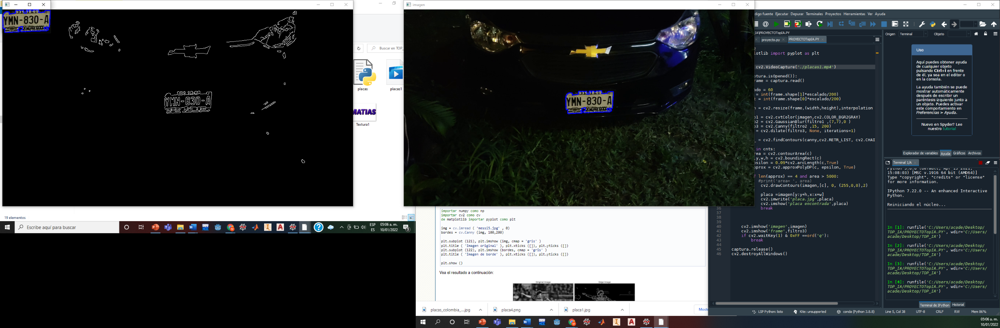 931-18-69
YMN-830-A
La Original
en Díaz Mirón Centro
YMN-830-A
19 elementos
Escribe aquí para buscar
ESP
ES
05:06 a. m.
10/01/2022
3
Buscar en TOP_
placas
placas1
MATIAS
Textura1
imagen
931-18-69
YMN-830-A
en Díaz Mirón Centro
importar numpy como np
importar cv2 como cv
de matplotlib importar pyplot como plt
img = cv.imread ( 'messi5.jpg' , 0)
bordes = cv.Canny (img, 100,200)
plt.subplot (121), plt.imshow (img, cmap = 'gris' )
plt.title ( 'Imagen original' ), plt.xticks ([]), plt.yticks ([])
plt.subplot (122), plt.imshow (bordes, cmap = 'gris' )
plt.title ( 'Imagen de borde' ), plt.xticks ([]), plt.yticks ([])
plt.show ()
Vea el resultado a continuación:
Original Image
Edge Image
placas_colombia_....jpg
placa4.png
placa1.jpg
Mostr
digo fuente Ejecutar Depurar Terminales Proyectos Herramientas Ver Ayuda
IA\PROYECTOTopIA.PY
proyecto.py
PROYECTOTopIA.PY
2
lotlib import pyplot as plt
cv2.VideoCapture('./placas1.mp4')
ptura.isOpened()):
rame = captura.read()
ado = 60
= int(frame.shape[1]*escalado/200)
t = int(frame.shape[0]*escalado/200)
n = cv2.resize(frame,(width,height),interpolation
o1 = cv2.cvtColor(imagen,cv2.COLOR_BGR2GRAY)
o2 = cv2.GaussianBlur(filtro1 ,(7,7),0 )
o3 = cv2.Canny(filtro2 ,15, 200)
= cv2.dilate(filtro3, None, iterations=1)
_ = cv2.findContours(canny,cv2.RETR_LIST, cv2.CHAI
in cnts:
rea = cv2.contourArea(c)
,y,w,h = cv2.boundingRect(c)
psilon = 0.09*cv2.arcLength(c,True)
pprox = cv2.approxPolyDP(c, epsilon, True)
f len(approx) == 4 and area > 5000:
#print('area= ', area)
cv2.drawContours(imagen,[c], 0, (255,0,0),2)
placa =imagen[y:y+h,x:x+w]
cv2.imwrite('placa.jpg',placa)
cv2.imshow('placa encontrada',placa)
36 break
37
38
39
40 cv2.imshow('imagen',imagen)
41 cv2.imshow('frame',filtro3)
42 if cv2.waitKey(1) & 0xFF ==ord('q'):
43 break
44
45 captura.release()
46 cv2.destroyAllWindows()
Origen Terminal Objeto
Uso
Aquí puedes obtener ayuda
de cualquier objeto
pulsando Ctrl+I en frente
de él, ya sea en el editor o
en la consola.
La ayuda también se puede
mostrar automáticamente
después de escribir un
paréntesis izquierdo junto a
un objeto. Puedes activar
este comportamiento en
Preferencias > Ayuda.
Nuevo en Spyder? Lee
nuestro tutorial
Explorador de variables Ayuda Gráficos Archivos
Terminal 1/A
Python 3.8.8 (default, Apr 13 2021,
15:08:03) [MSC v.1916 64 bit (AMD64)]
Type "copyright", "credits" or "license"
for more information.
IPython 7.22.0 -- An enhanced Interactive
Python.
Reiniciando el núcleo...
In [1]: runfile('C:/Users/acade/Desktop/
TOP_IA/PROYECTOTopIA.PY', wdir='C:/Users/
acade/Desktop/TOP_IA')
In [2]: runfile('C:/Users/acade/Desktop/
TOP_IA/PROYECTOTopIA.PY', wdir='C:/Users/
acade/Desktop/TOP_IA')
In [3]: runfile('C:/Users/acade/Desktop/
TOP_IA/PROYECTOTopIA.PY', wdir='C:/Users/
acade/Desktop/TOP_IA')
In [4]: runfile('C:/Users/acade/Desktop/
TOP_IA/PROYECTOTopIA.PY', wdir='C:/Users/
acade/Desktop/TOP_IA')
Terminal de IPython Historial
LSP Python: listo Kite: unsupported conda (Python 3.8.8) Line 5, Col 38 UTF-8 CRLF RW Mem 86%
05:06 a. m.
10/01/2022